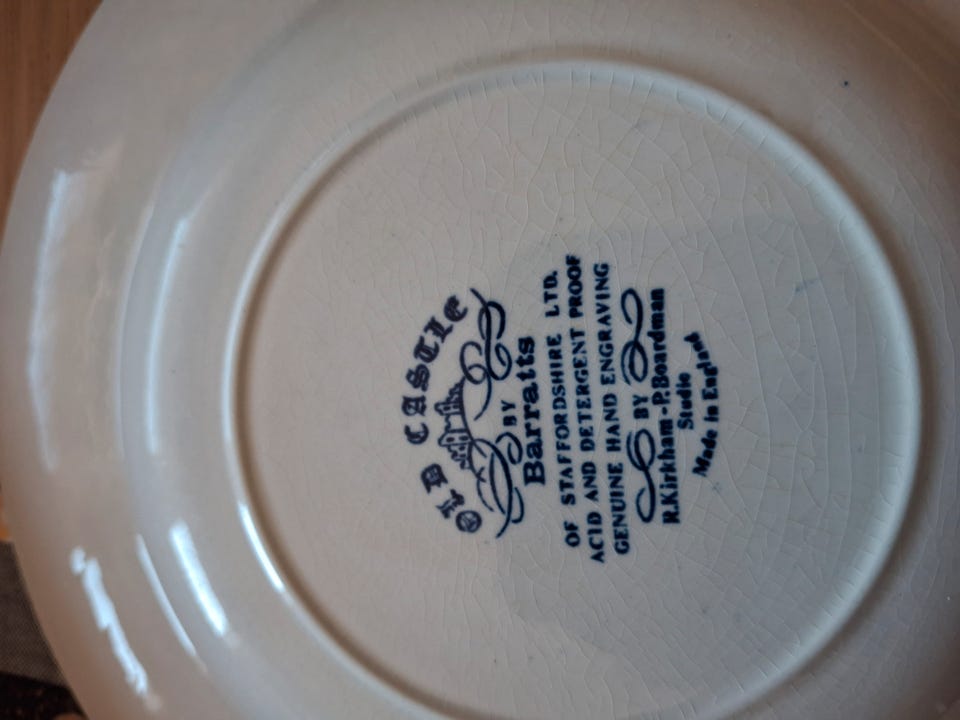 OLD CASTLE
BY
Barratts
OF STAFFORDSHIRE LTD.
ACID AND DETERGENT PROOF
GENUINE HAND ENGRAVING
BY
R.Kirkham-P.Boardman
Studio
Made in England